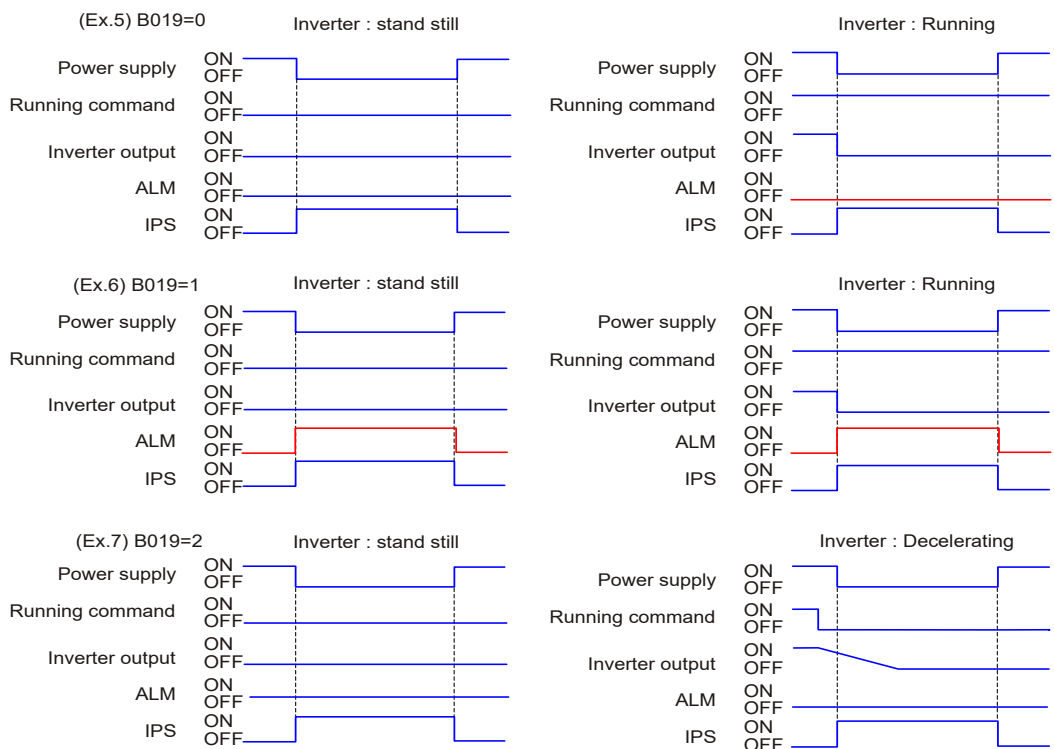 (Ex.5) B019=0
Inverter : stand still
Power supply
ON
OFF
Running command
ON
OFF
Inverter output
ON
OFF
ALM
ON
OFF
IPS
ON
OFF
Inverter : Running
Power supply
ON
OFF
Running command
ON
OFF
Inverter output
ON
OFF
ALM
ON
OFF
IPS
ON
OFF
(Ex.6) B019=1
Inverter : stand still
Power supply
ON
OFF
Running command
ON
OFF
Inverter output
ON
OFF
ALM
ON
OFF
IPS
ON
OFF
Inverter : Running
Power supply
ON
OFF
Running command
ON
OFF
Inverter output
ON
OFF
ALM
ON
OFF
IPS
ON
OFF
(Ex.7) B019=2
Inverter : stand still
Power supply
ON
OFF
Running command
ON
OFF
Inverter output
ON
OFF
ALM
ON
OFF
IPS
ON
OFF
Inverter : Decelerating
Power supply
ON
OFF
Running command
ON
OFF
Inverter output
ON
OFF
ALM
ON
OFF
IPS
ON
OFF